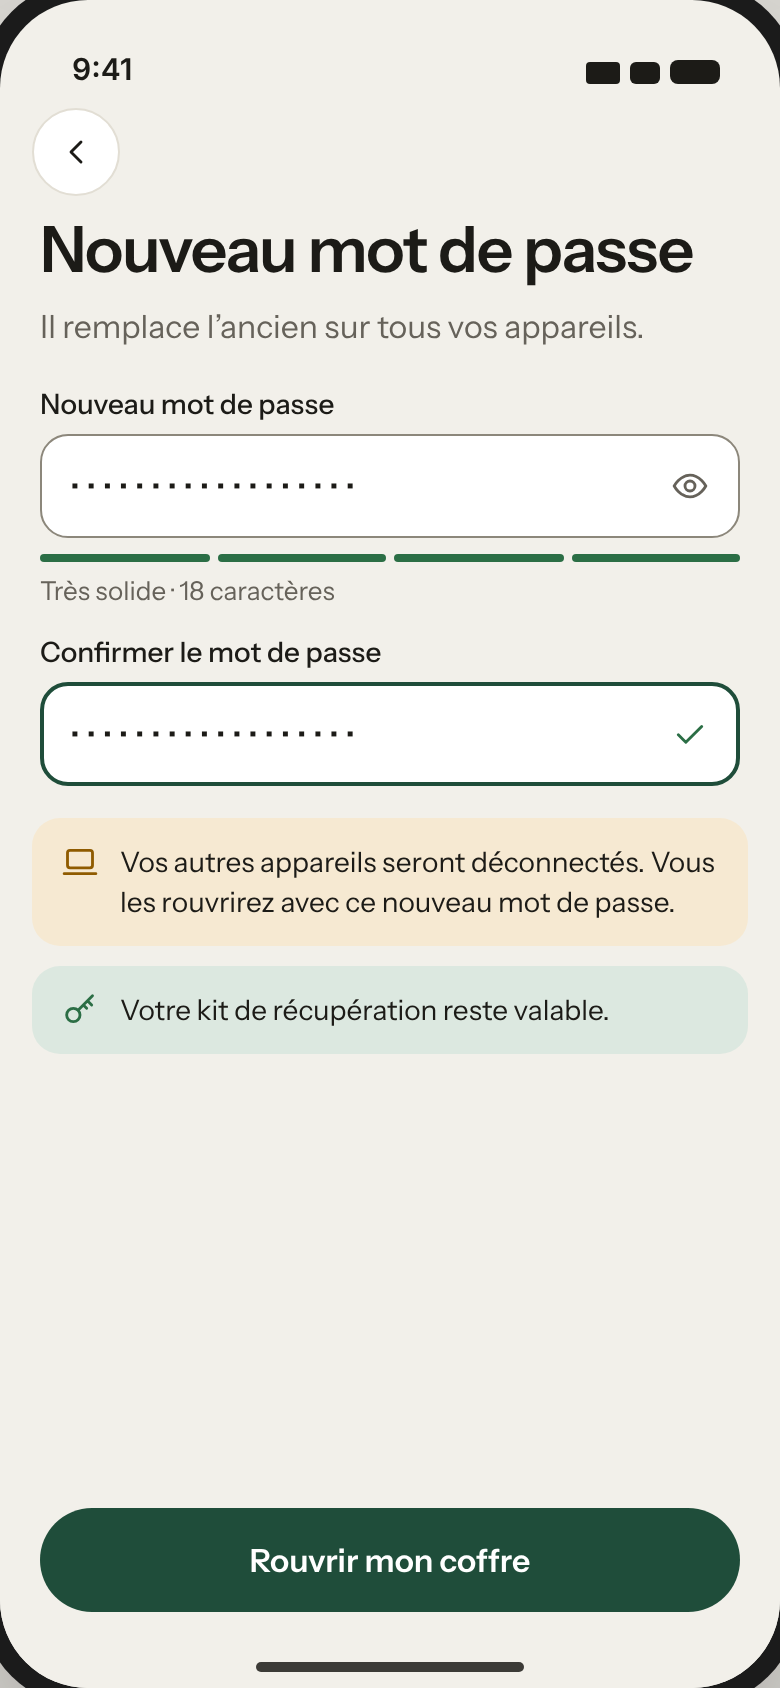 9:41
Nouveau mot de passe
Il remplace l’ancien sur tous vos appareils.
Nouveau mot de passe
··················
Très solide · 18 caractères
Confirmer le mot de passe
··················
Vos autres appareils seront déconnectés. Vous
les rouvrirez avec ce nouveau mot de passe.
Votre kit de récupération reste valable.
Rouvrir mon coffre